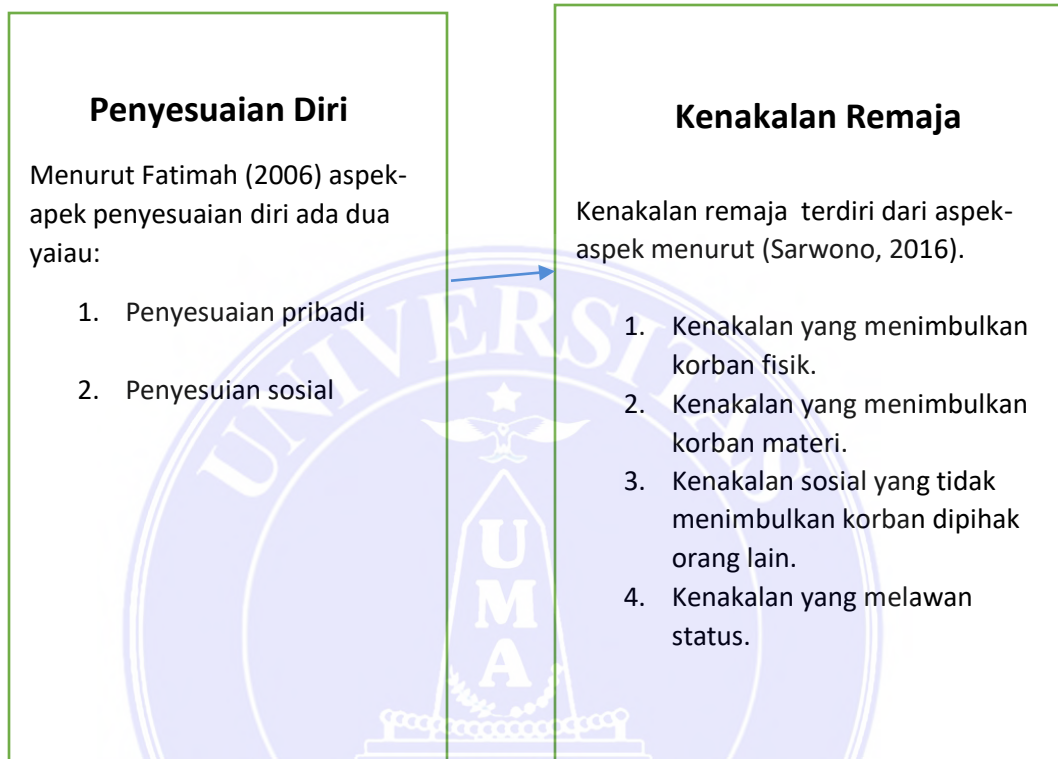 Penyesuaian Diri
Menurut Fatimah (2006) aspek-
apek penyesuaian diri ada dua
yaiau:
1. Penyesuaian pribadi
2. Penyesuian sosial
Kenakalan Remaja
Kenakalan remaja  terdiri dari aspek-
aspek menurut (Sarwono, 2016).
1. Kenakalan yang menimbulkan
korban fisik.
2. Kenakalan yang menimbulkan
korban materi.
3. Kenakalan sosial yang tidak
menimbulkan korban dipihak
orang lain.
4. Kenakalan yang melawan
status.
UNIVERSITAS
UMA